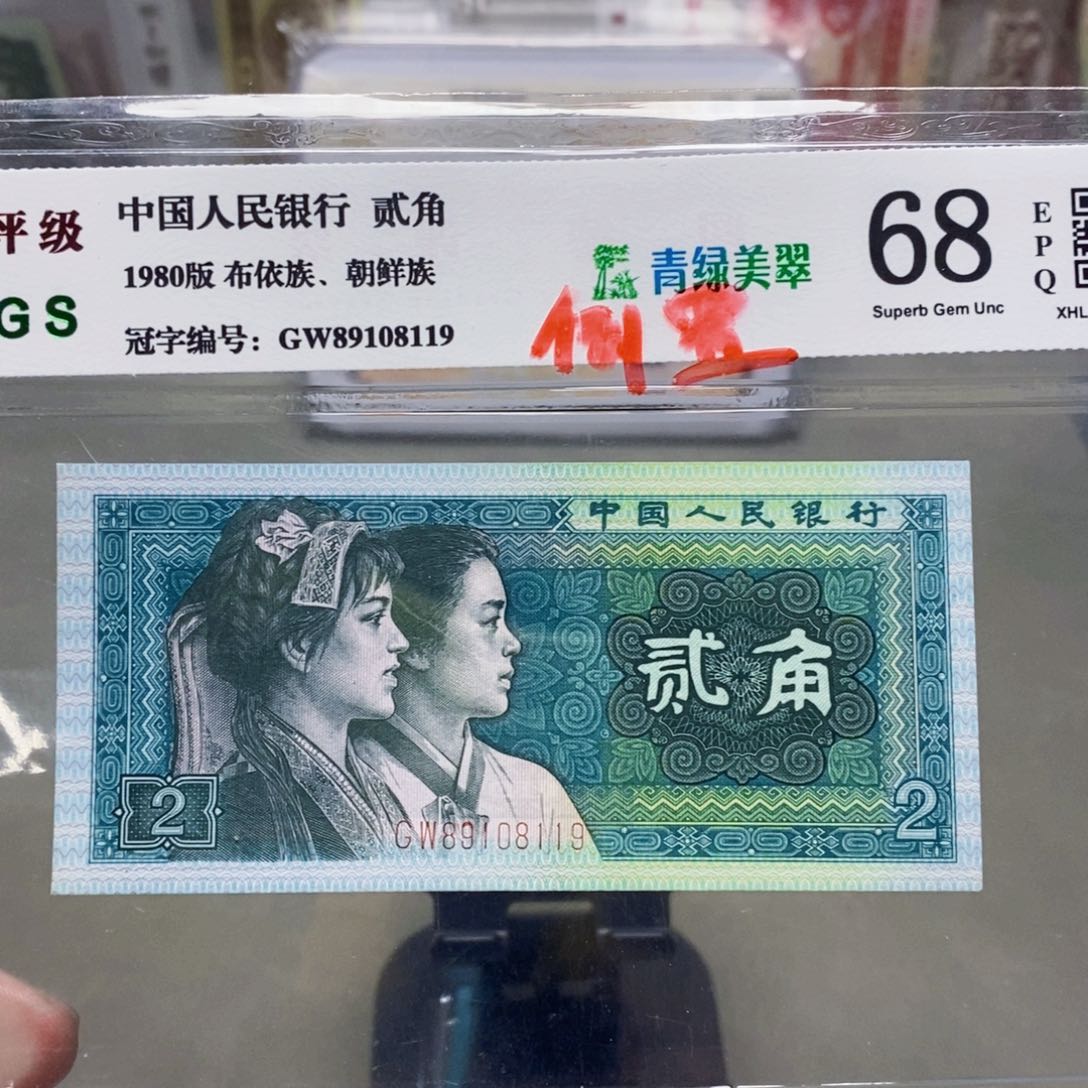 平级
GS
中国人民银行 贰角
1980版 布依族、朝鲜族
冠字编号：GW89108119
青绿美翠
68
Superb Gem Unc
EPQ
XHL
中国人民银行
贰角
2
2
GW89108119